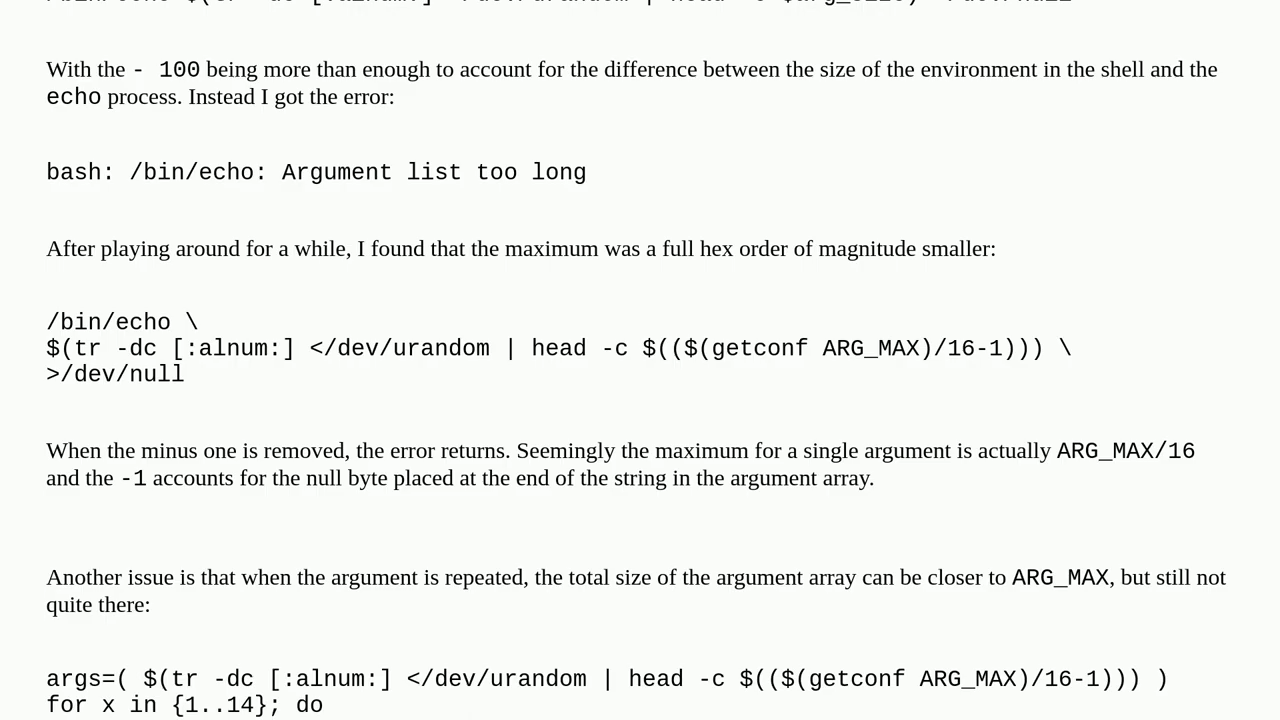 With the - 100 being more than enough to account for the difference between the size of the environment in the shell and the
echo process. Instead I got the error:
bash: /bin/echo: Argument list too long
After playing around for a while, I found that the maximum was a full hex order of magnitude smaller:
/bin/echo \
$(tr -dc [:alnum:] </dev/urandom | head -c $(($(getconf ARG_MAX)/16-1))) \
>/dev/null
When the minus one is removed, the error returns. Seemingly the maximum for a single argument is actually ARG_MAX/16
and the -1 accounts for the null byte placed at the end of the string in the argument array.
Another issue is that when the argument is repeated, the total size of the argument array can be closer to ARG_MAX, but still not
quite there:
args=( $(tr -dc [:alnum:] </dev/urandom | head -c $(($(getconf ARG_MAX)/16-1))) )
for x in {1..14}; do